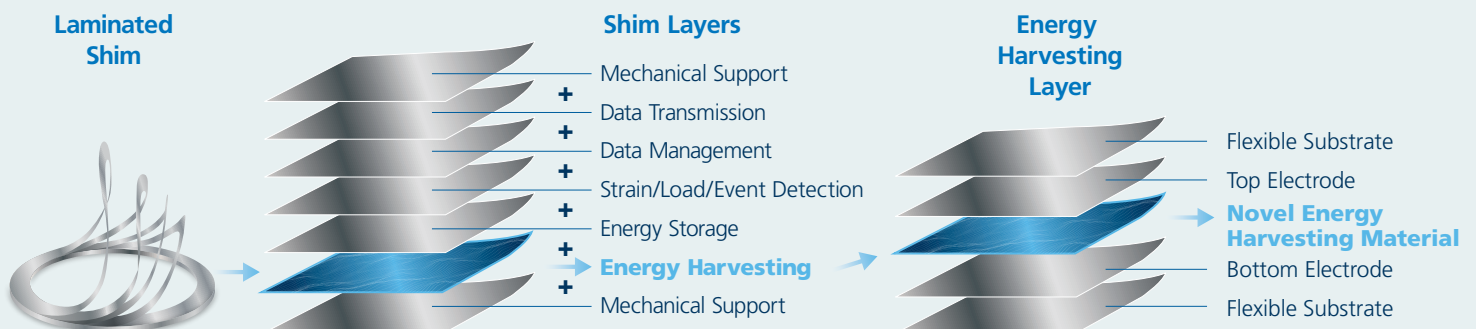 Laminated
Shim
Shim Layers
Mechanical Support
+
Data Transmission
+
Data Management
+
Strain/Load/Event Detection
+
Energy Storage
+
Energy Harvesting
+
Mechanical Support
Energy
Harvesting
Layer
Flexible Substrate
Top Electrode
Novel Energy
Harvesting Material
Bottom Electrode
Flexible Substrate